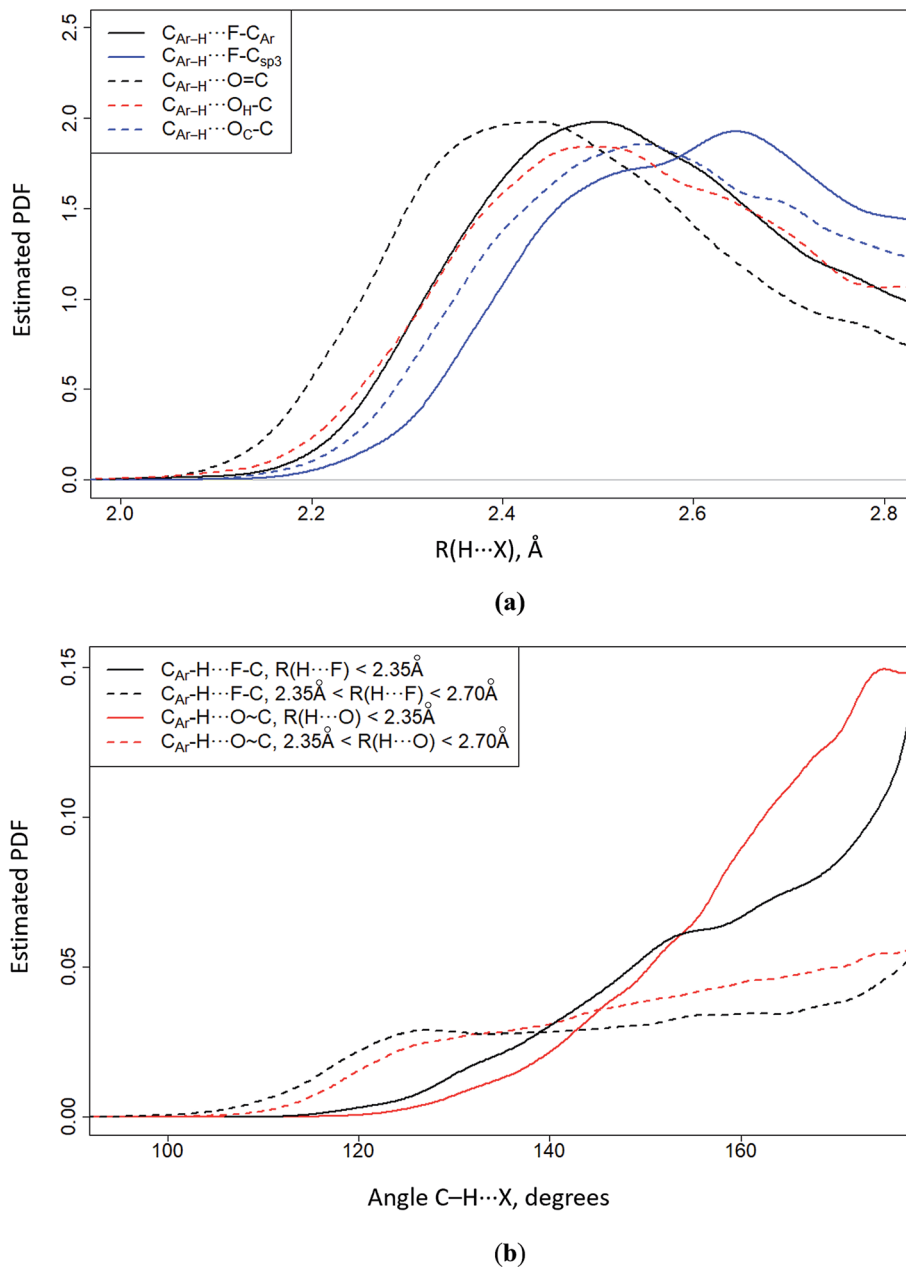 C_Ar–H···F-C_Ar
C_Ar–H···F-C_sp3
C_Ar–H···O=C
C_Ar–H···O_H-C
C_Ar–H···O_C-C
Estimated PDF
2.5
2.0
1.5
1.0
0.5
0.0
2.0 2.2 2.4 2.6 2.8
R(H···X), Å
(a)
C_Ar-H···F-C, R(H···F) < 2.35Å
C_Ar-H···F-C, 2.35Å < R(H···F) < 2.70Å
C_Ar-H···O~C, R(H···O) < 2.35Å
C_Ar-H···O~C, 2.35Å < R(H···O) < 2.70Å
Estimated PDF
0.15
0.10
0.05
0.00
100 120 140 160
Angle C–H···X, degrees
(b)